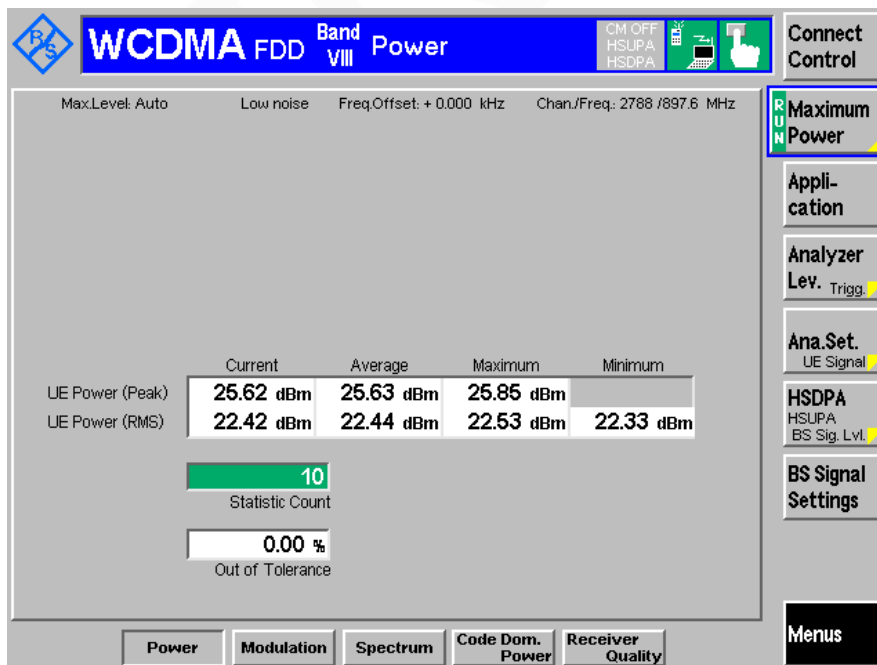 R&S WCDMA FDD Band VIII Power CM OFF HSUPA HSDPA
Connect Control
Max.Level: Auto Low noise Freq.Offset: + 0.000 kHz Chan./Freq.: 2788 /897.6 MHz
RUN Maximum Power
Appli-
cation
Analyzer
Lev. Trigg.
Ana.Set.
UE Signal
Current Average Maximum Minimum
UE Power (Peak) 25.62 dBm 25.63 dBm 25.85 dBm
UE Power (RMS) 22.42 dBm 22.44 dBm 22.53 dBm 22.33 dBm
HSDPA
HSUPA
BS Sig. Lvl.
10
Statistic Count
BS Signal
Settings
0.00 %
Out of Tolerance
Power Modulation Spectrum Code Dom. Power Receiver Quality
Menus